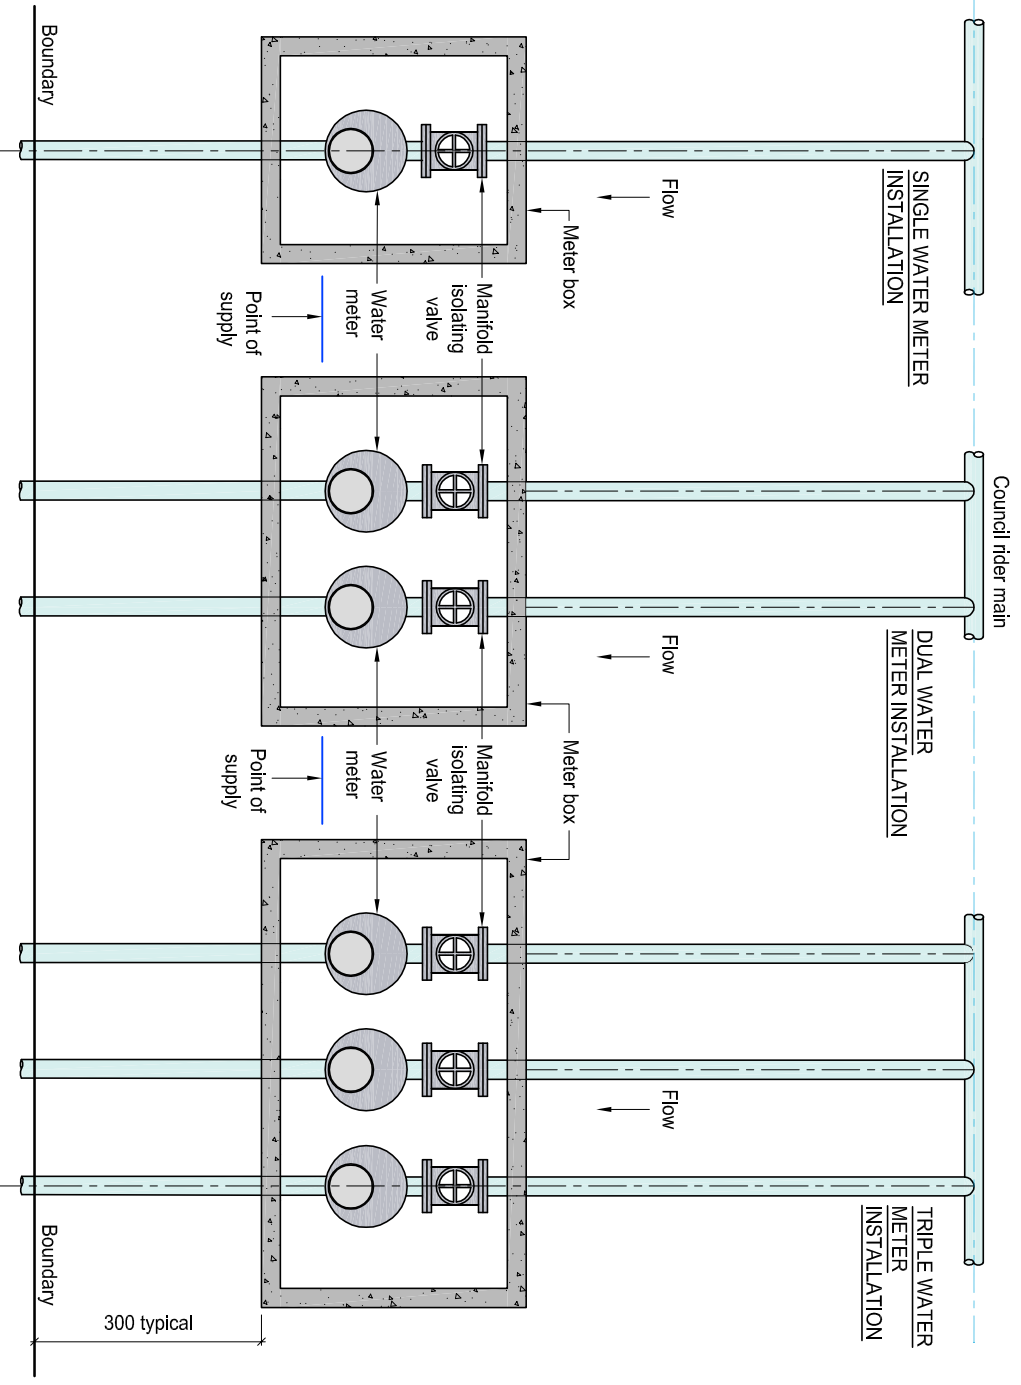 Council rider main
SINGLE WATER METER
INSTALLATION
DUAL WATER
METER INSTALLATION
TRIPLE WATER
METER
INSTALLATION
Flow
Flow
Flow
Meter box
Meter box
Manifold
isolating
valve
Manifold
isolating
valve
Water
meter
Water
meter
Point of
supply
Point of
supply
Boundary
Boundary
300 typical